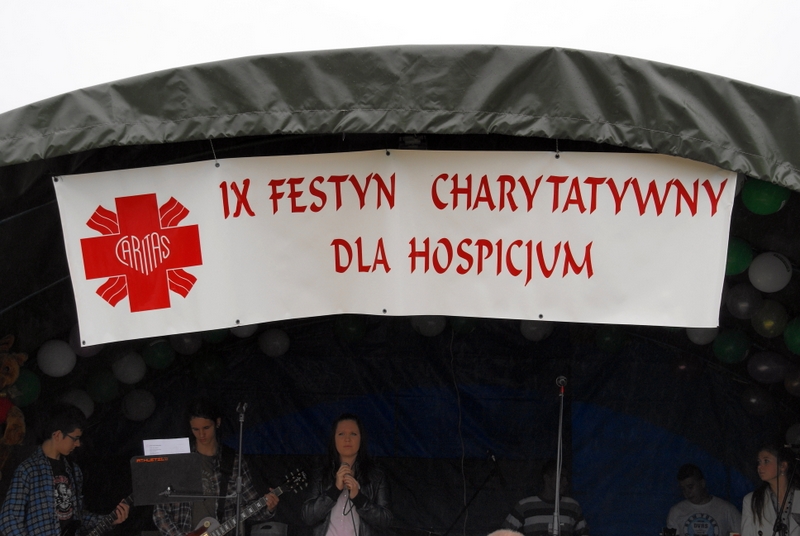 IX FESTYN CHARYTATYWNY
DLA HOSPICJUM
CARITAS